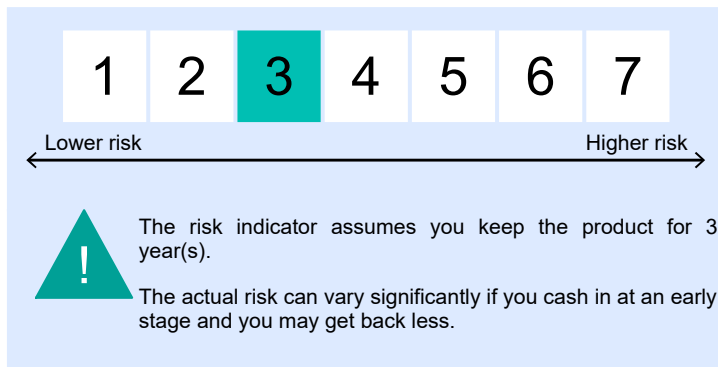 1 2 3 4 5 6 7
Lower risk Higher risk
!
The risk indicator assumes you keep the product for 3
year(s).
The actual risk can vary significantly if you cash in at an early
stage and you may get back less.